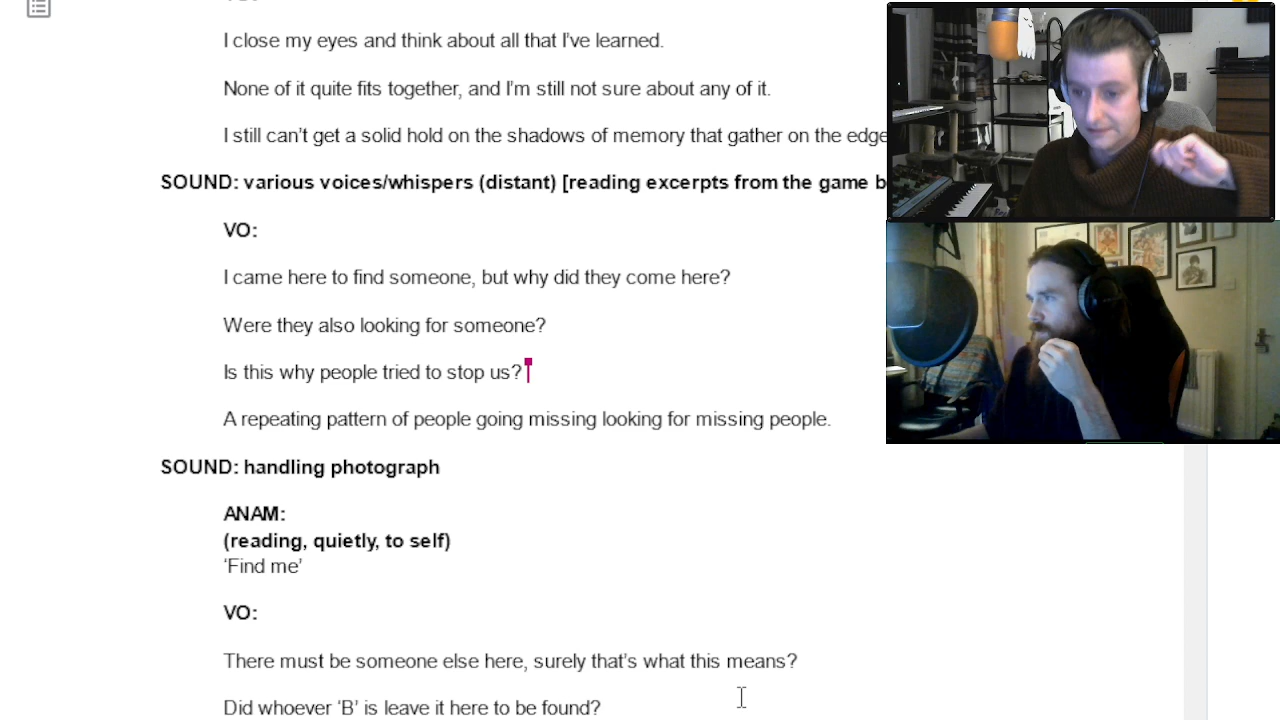 I close my eyes and think about all that I've learned.
None of it quite fits together, and I'm still not sure about any of it.
I still can't get a solid hold on the shadows of memory that gather on the edge
SOUND: various voices/whispers (distant) [reading excerpts from the game b
VO:
I came here to find someone, but why did they come here?
Were they also looking for someone?
Is this why people tried to stop us?
A repeating pattern of people going missing looking for missing people.
SOUND: handling photograph
ANAM:
(reading, quietly, to self)
‘Find me’
VO:
There must be someone else here, surely that's what this means?
Did whoever ‘B’ is leave it here to be found?